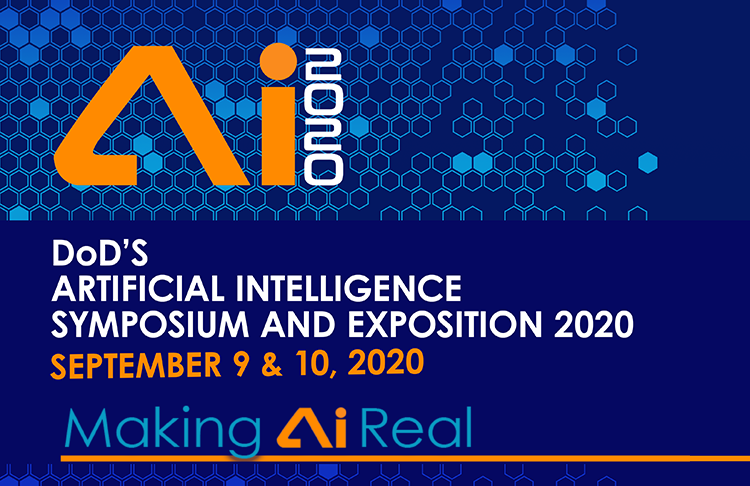 Ai 2020
DoD'S
ARTIFICIAL INTELLIGENCE
SYMPOSIUM AND EXPOSITION 2020
SEPTEMBER 9 & 10, 2020
Making Ai Real